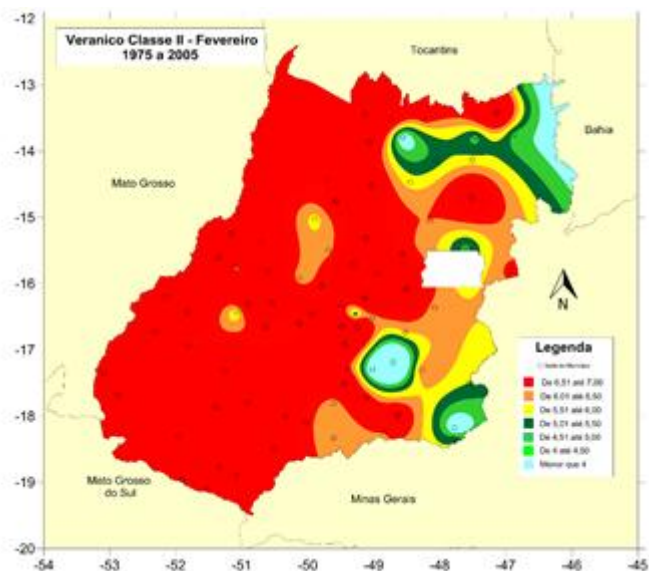 Veranico Classe II - Fevereiro
1975 a 2005
Tocantins
Bahia
Mato Grosso
N
Mato Grosso
do Sul
Minas Gerais
Legenda
De 6,51 até 7,00
De 6,01 até 6,50
De 5,51 até 6,00
De 5,01 até 5,50
De 4,51 até 5,00
De 4 até 4,50
Menor que 4
-12
-13
-14
-15
-16
-17
-18
-19
-20
-54
-53
-52
-51
-50
-49
-48
-47
-46
-45